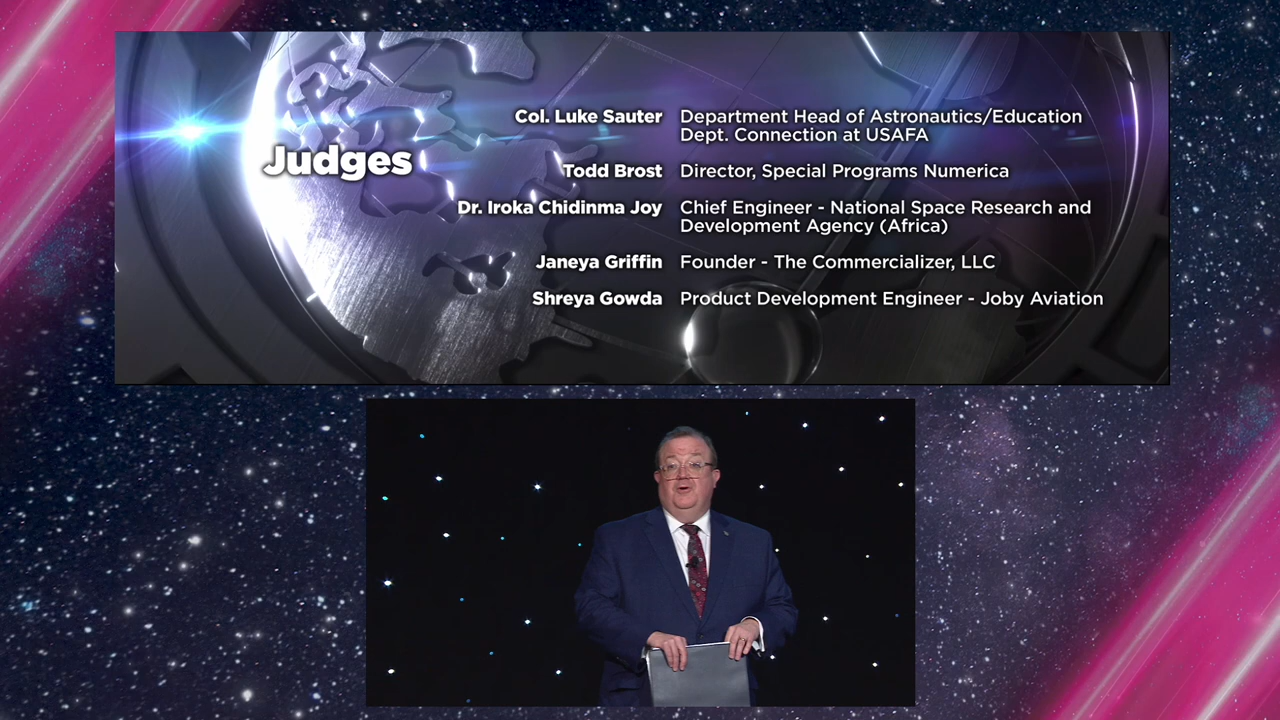 Judges
Col. Luke Sauter Department Head of Astronautics/Education
Dept. Connection at USAFA
Todd Brost Director, Special Programs Numerica
Dr. Iroka Chidinma Joy Chief Engineer - National Space Research and
Development Agency (Africa)
Janeya Griffin Founder - The Commercializer, LLC
Shreya Gowda Product Development Engineer - Joby Aviation